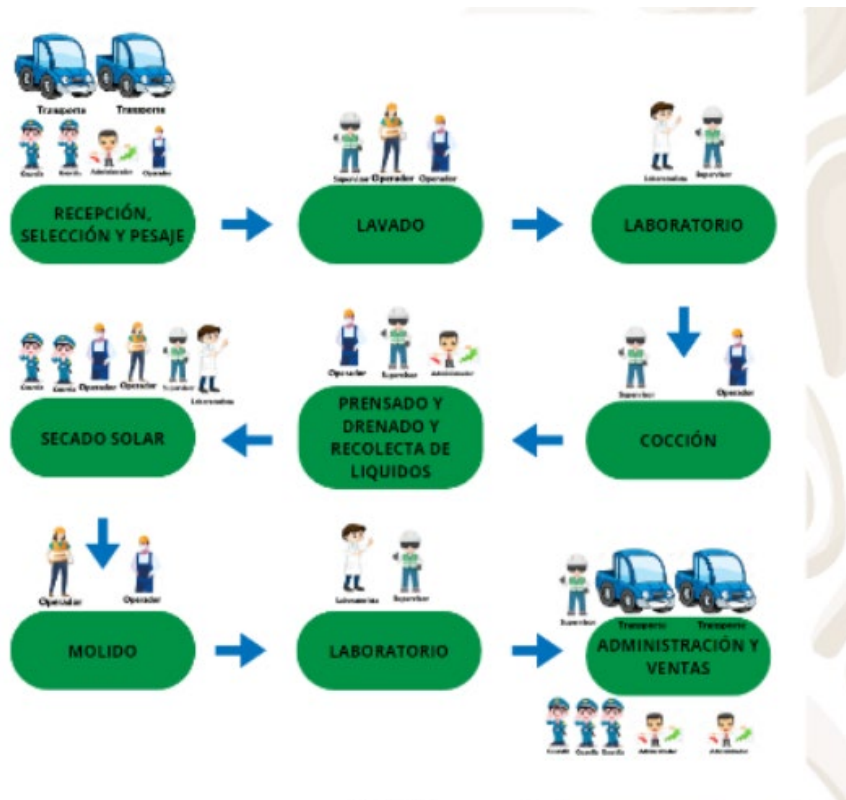 Transporte Transporte
Guardia Guardia Administrador Operador
RECEPCIÓN,
SELECCIÓN Y PESAJE
Supervisor Operador Operador
LAVADO
Laboratorista Supervisor
LABORATORIO
Supervisor Operador
COCCIÓN
Operador Supervisor Administrador
PRENSADO Y
DRENADO Y
RECOLECTA DE
LIQUIDOS
Guardia Guardia Operador Operador Supervisor Laboratorista
SECADO SOLAR
Operador Operador
MOLIDO
Laboratorista Supervisor
LABORATORIO
Supervisor Transporte Transporte
ADMINISTRACIÓN Y
VENTAS
Guardia Guardia Guardia Administrador Administrador